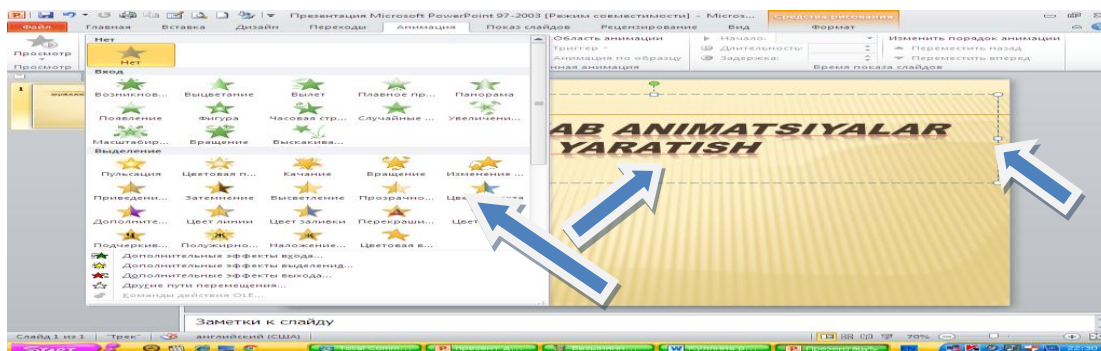 Презентация Microsoft PowerPoint 97-2003 [Режим совместимости] - Micros...
Средства рисования
Файл Главная Вставка Дизайн Переходы Анимация Показ слайдов Рецензирование Вид Формат
Просмотр
Просмотр
Нет
Нет
Вход
Возникнов... Выцветание Вылет Плавное пр... Панорама
Появление Фигура Часовая стр... Случайные ... Увеличени...
Масштабир... Вращение Выскакива...
Выделение
Пульсация Цветовая п... Качание Вращение Изменение ...
Приведени... Затемнение Высветление Прозрачно...
Дополните... Цвет линии Цвет заливки Перекраши...
Подчеркив... Полужирно... Наложение... Цветовая в...
Дополнительные эффекты входа...
Дополнительные эффекты выделения...
Дополнительные эффекты выхода...
Другие пути перемещения...
Команды действия OLE...
Область анимации
Триггер
Анимация по образцу
Начало:
Длительность:
Задержка:
Изменить порядок анимации
Переместить назад
Переместить вперед
Время показа слайдов
1
AB ANIMATSIYALAR
YARATISH
Заметки к слайду
Слайд 1 из 1 "Трек" английский (США) 70%
22:30